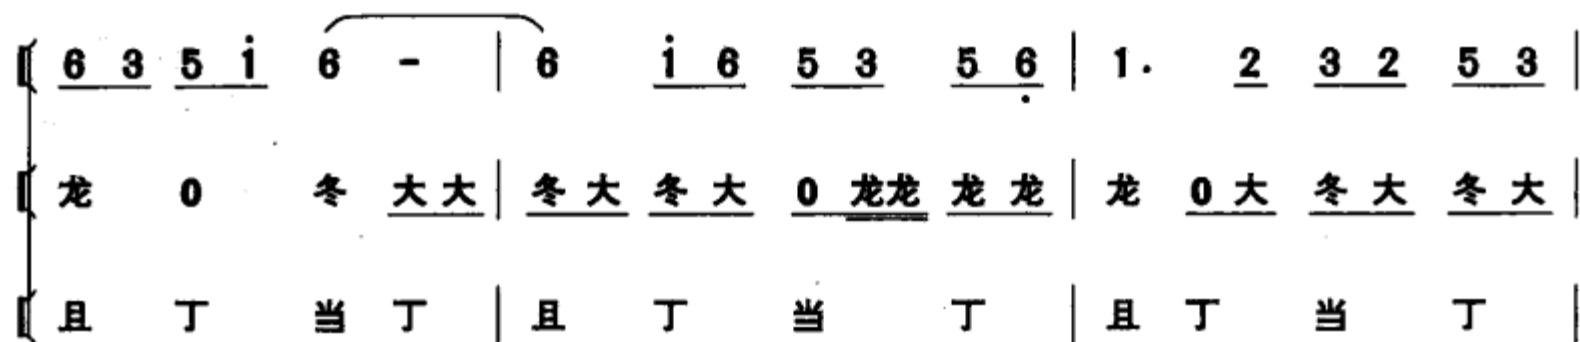 6 3 5 i 6 - | 6 i 6 5 3 5 6 | 1. 2 3 2 5 3 |
龙 0 冬 大大 | 冬大 冬大 0 龙龙 龙龙 | 龙 0大 冬大 冬大 |
且 丁 当 丁 | 且 丁 当 丁 | 且 丁 当 丁 |